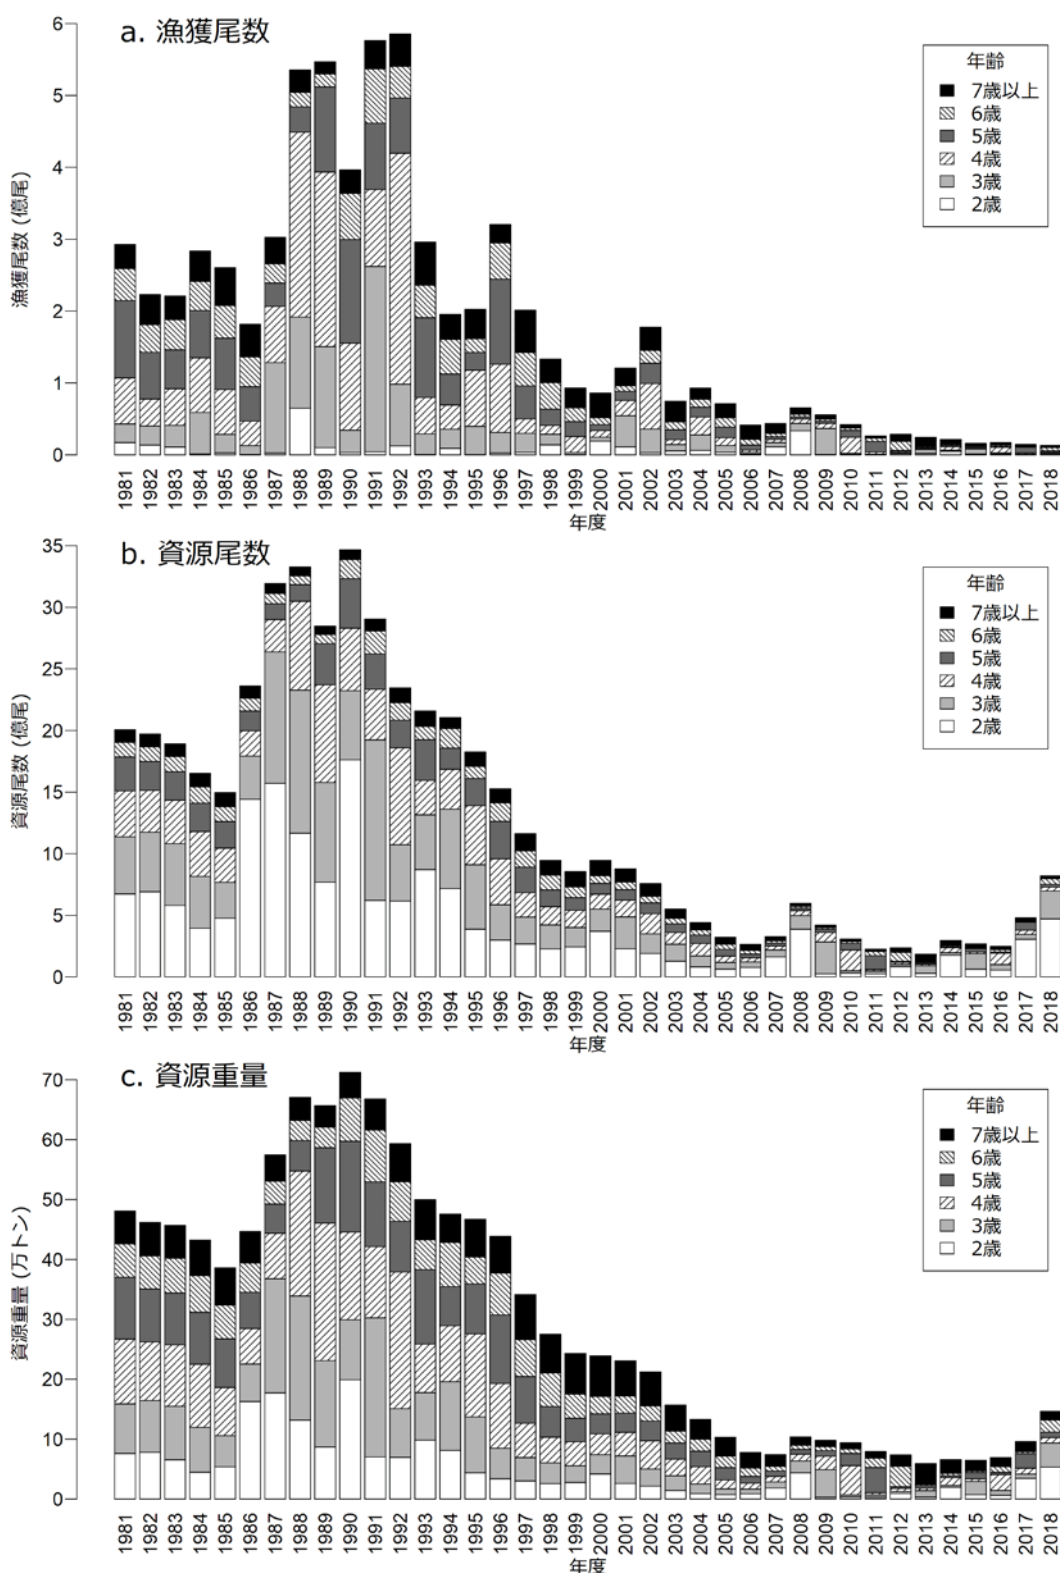 a. 漁獲尾数
漁獲尾数 (億尾)
6
5
4
3
2
1
0
年齢
7歳以上
6歳
5歳
4歳
3歳
2歳
1981 1982 1983 1984 1985 1986 1987 1988 1989 1990 1991 1992 1993 1994 1995 1996 1997 1998 1999 2000 2001 2002 2003 2004 2005 2006 2007 2008 2009 2010 2011 2012 2013 2014 2015 2016 2017 2018
年度
b. 資源尾数
資源尾数 (億尾)
35
30
25
20
15
10
5
0
年齢
7歳以上
6歳
5歳
4歳
3歳
2歳
1981 1982 1983 1984 1985 1986 1987 1988 1989 1990 1991 1992 1993 1994 1995 1996 1997 1998 1999 2000 2001 2002 2003 2004 2005 2006 2007 2008 2009 2010 2011 2012 2013 2014 2015 2016 2017 2018
年度
c. 資源重量
資源重量 (万トン)
70
60
50
40
30
20
10
0
年齢
7歳以上
6歳
5歳
4歳
3歳
2歳
1981 1982 1983 1984 1985 1986 1987 1988 1989 1990 1991 1992 1993 1994 1995 1996 1997 1998 1999 2000 2001 2002 2003 2004 2005 2006 2007 2008 2009 2010 2011 2012 2013 2014 2015 2016 2017 2018
年度